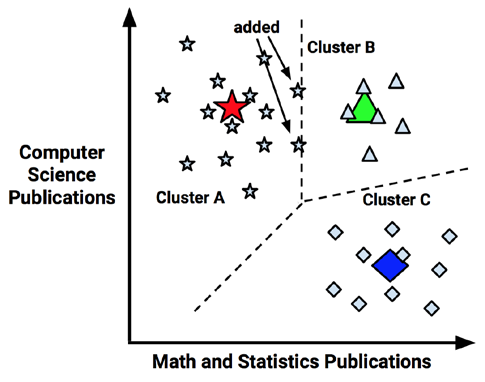 added
Cluster B
Computer
Science
Publications
Cluster A
Cluster C
Math and Statistics Publications